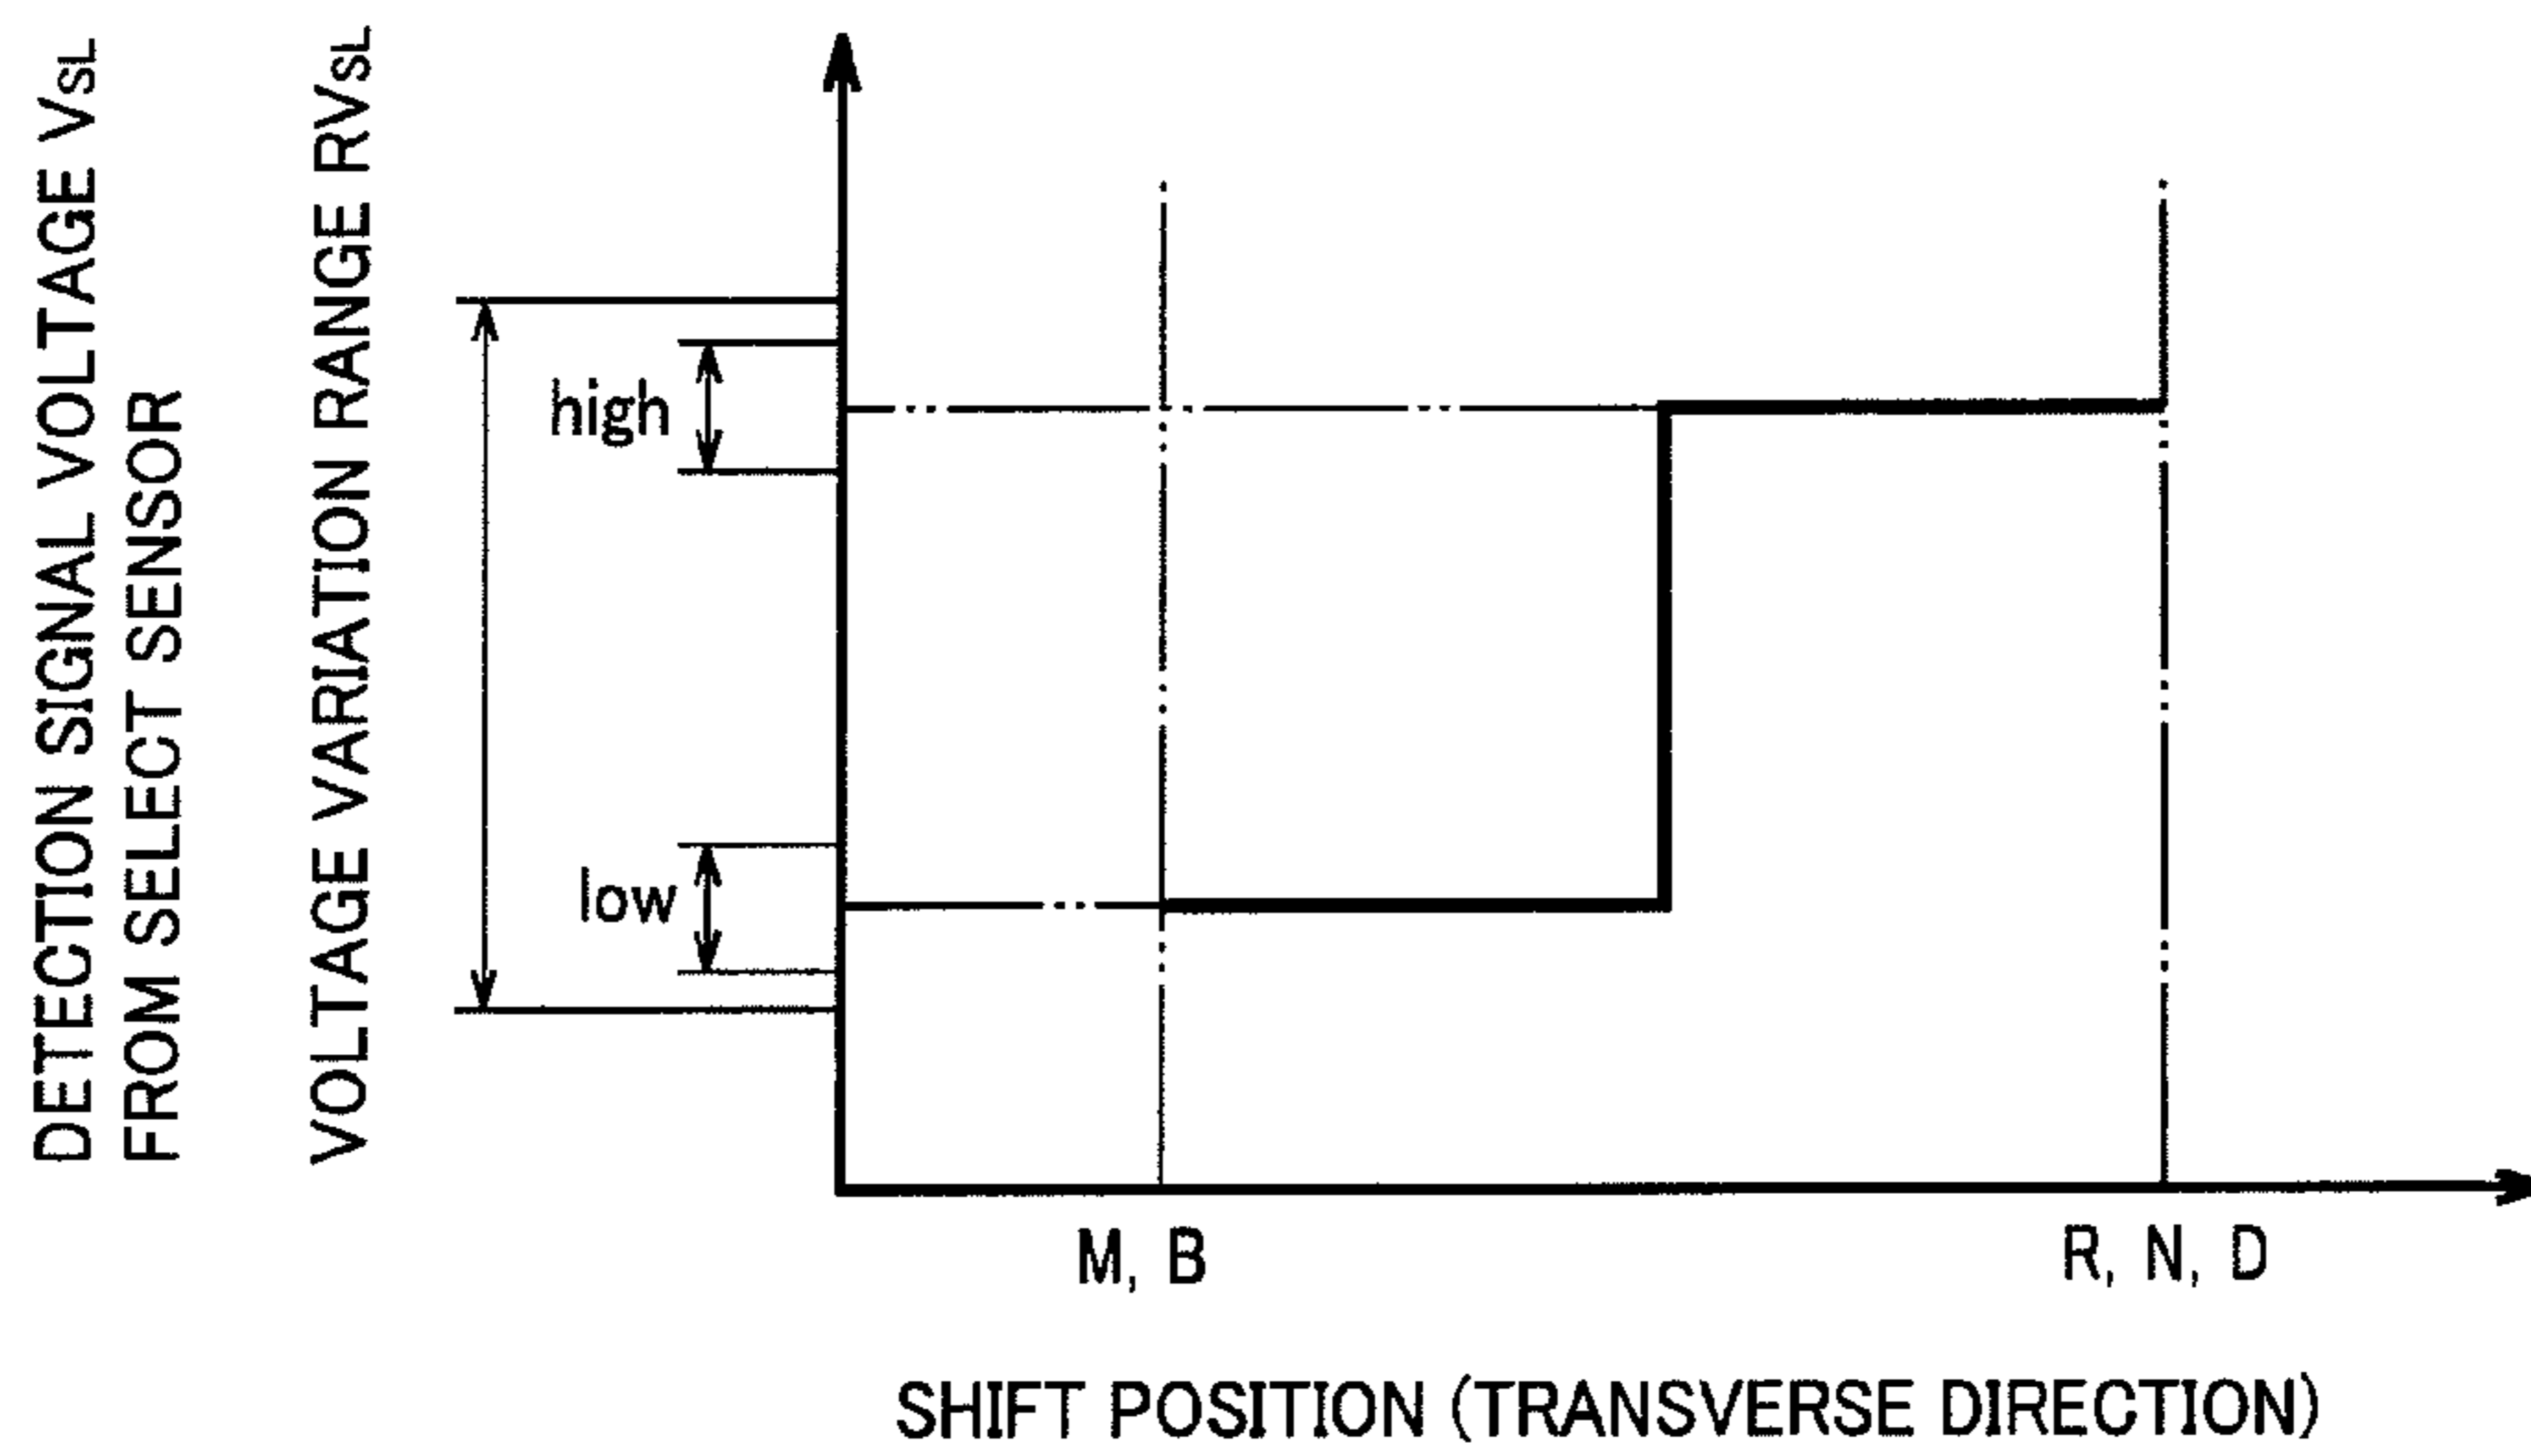 DETECTION SIGNAL VOLTAGE VSL
FROM SELECT SENSOR
VOLTAGE VARIATION RANGE RVSL
high
low
M, B
R, N, D
SHIFT POSITION (TRANSVERSE DIRECTION)